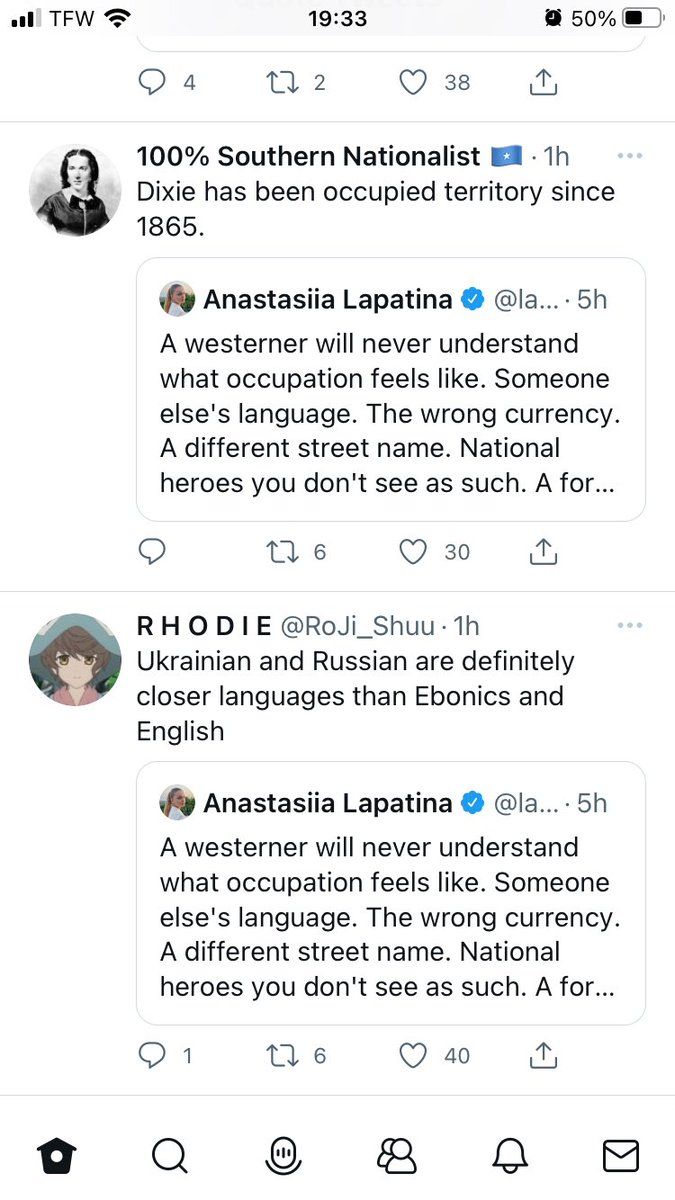 TFW 19:33 50%
4 2 38
100% Southern Nationalist · 1h
Dixie has been occupied territory since
1865.
Anastasiia Lapatina @la... · 5h
A westerner will never understand
what occupation feels like. Someone
else's language. The wrong currency.
A different street name. National
heroes you don't see as such. A for...
6 30
R H O D I E @RoJi_Shuu · 1h
Ukrainian and Russian are definitely
closer languages than Ebonics and
English
Anastasiia Lapatina @la... · 5h
A westerner will never understand
what occupation feels like. Someone
else's language. The wrong currency.
A different street name. National
heroes you don't see as such. A for...
1 6 40